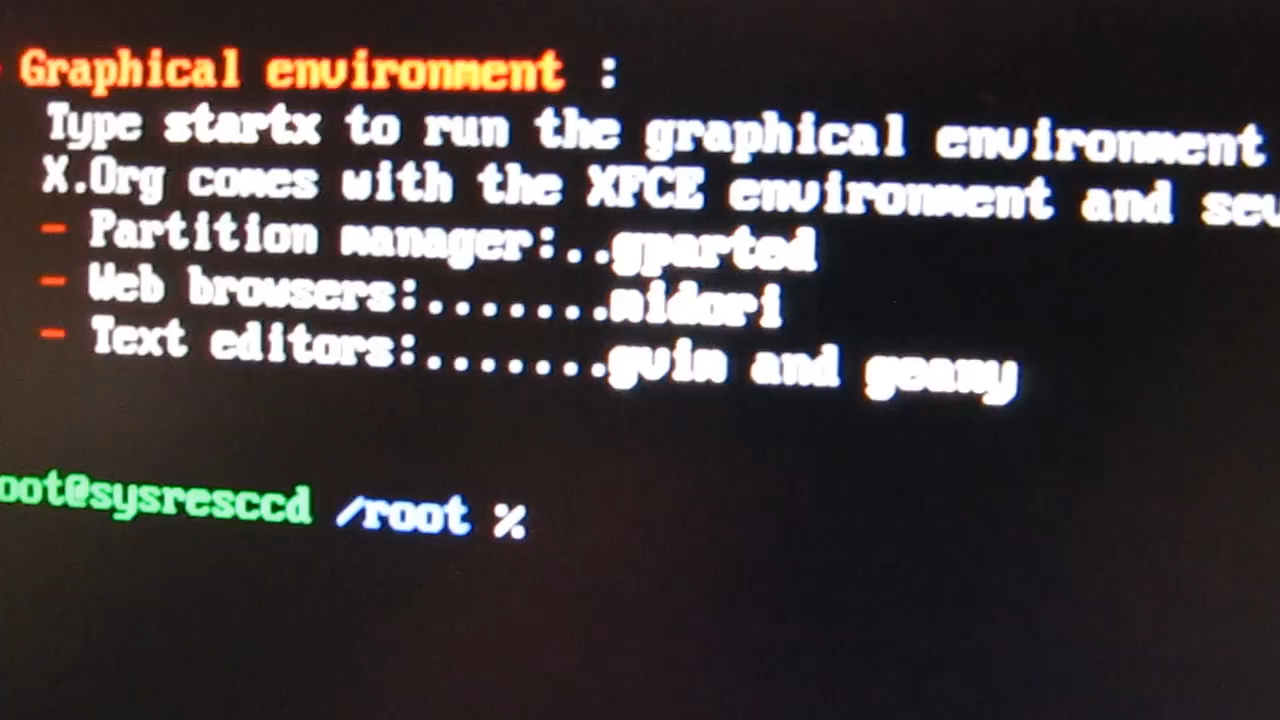 Graphical environment :
Type startx to run the graphical environment
X.Org comes with the XFCE environment and sev
- Partition manager:..gparted
- Web browsers:.......midori
- Text editors:.......gvim and geany
oot@sysresccd /root %